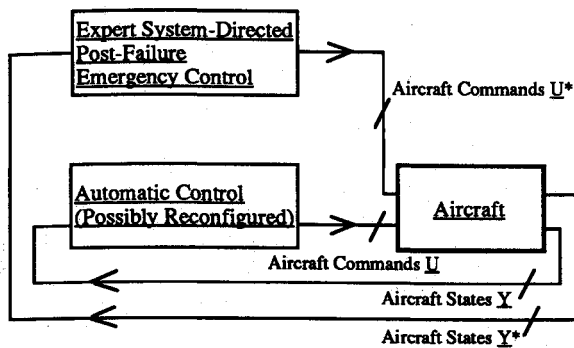 Expert System-Directed
Post-Failure
Emergency Control
Aircraft Commands U*
Automatic Control
(Possibly Reconfigured)
Aircraft
Aircraft Commands U
Aircraft States Y
Aircraft States Y*